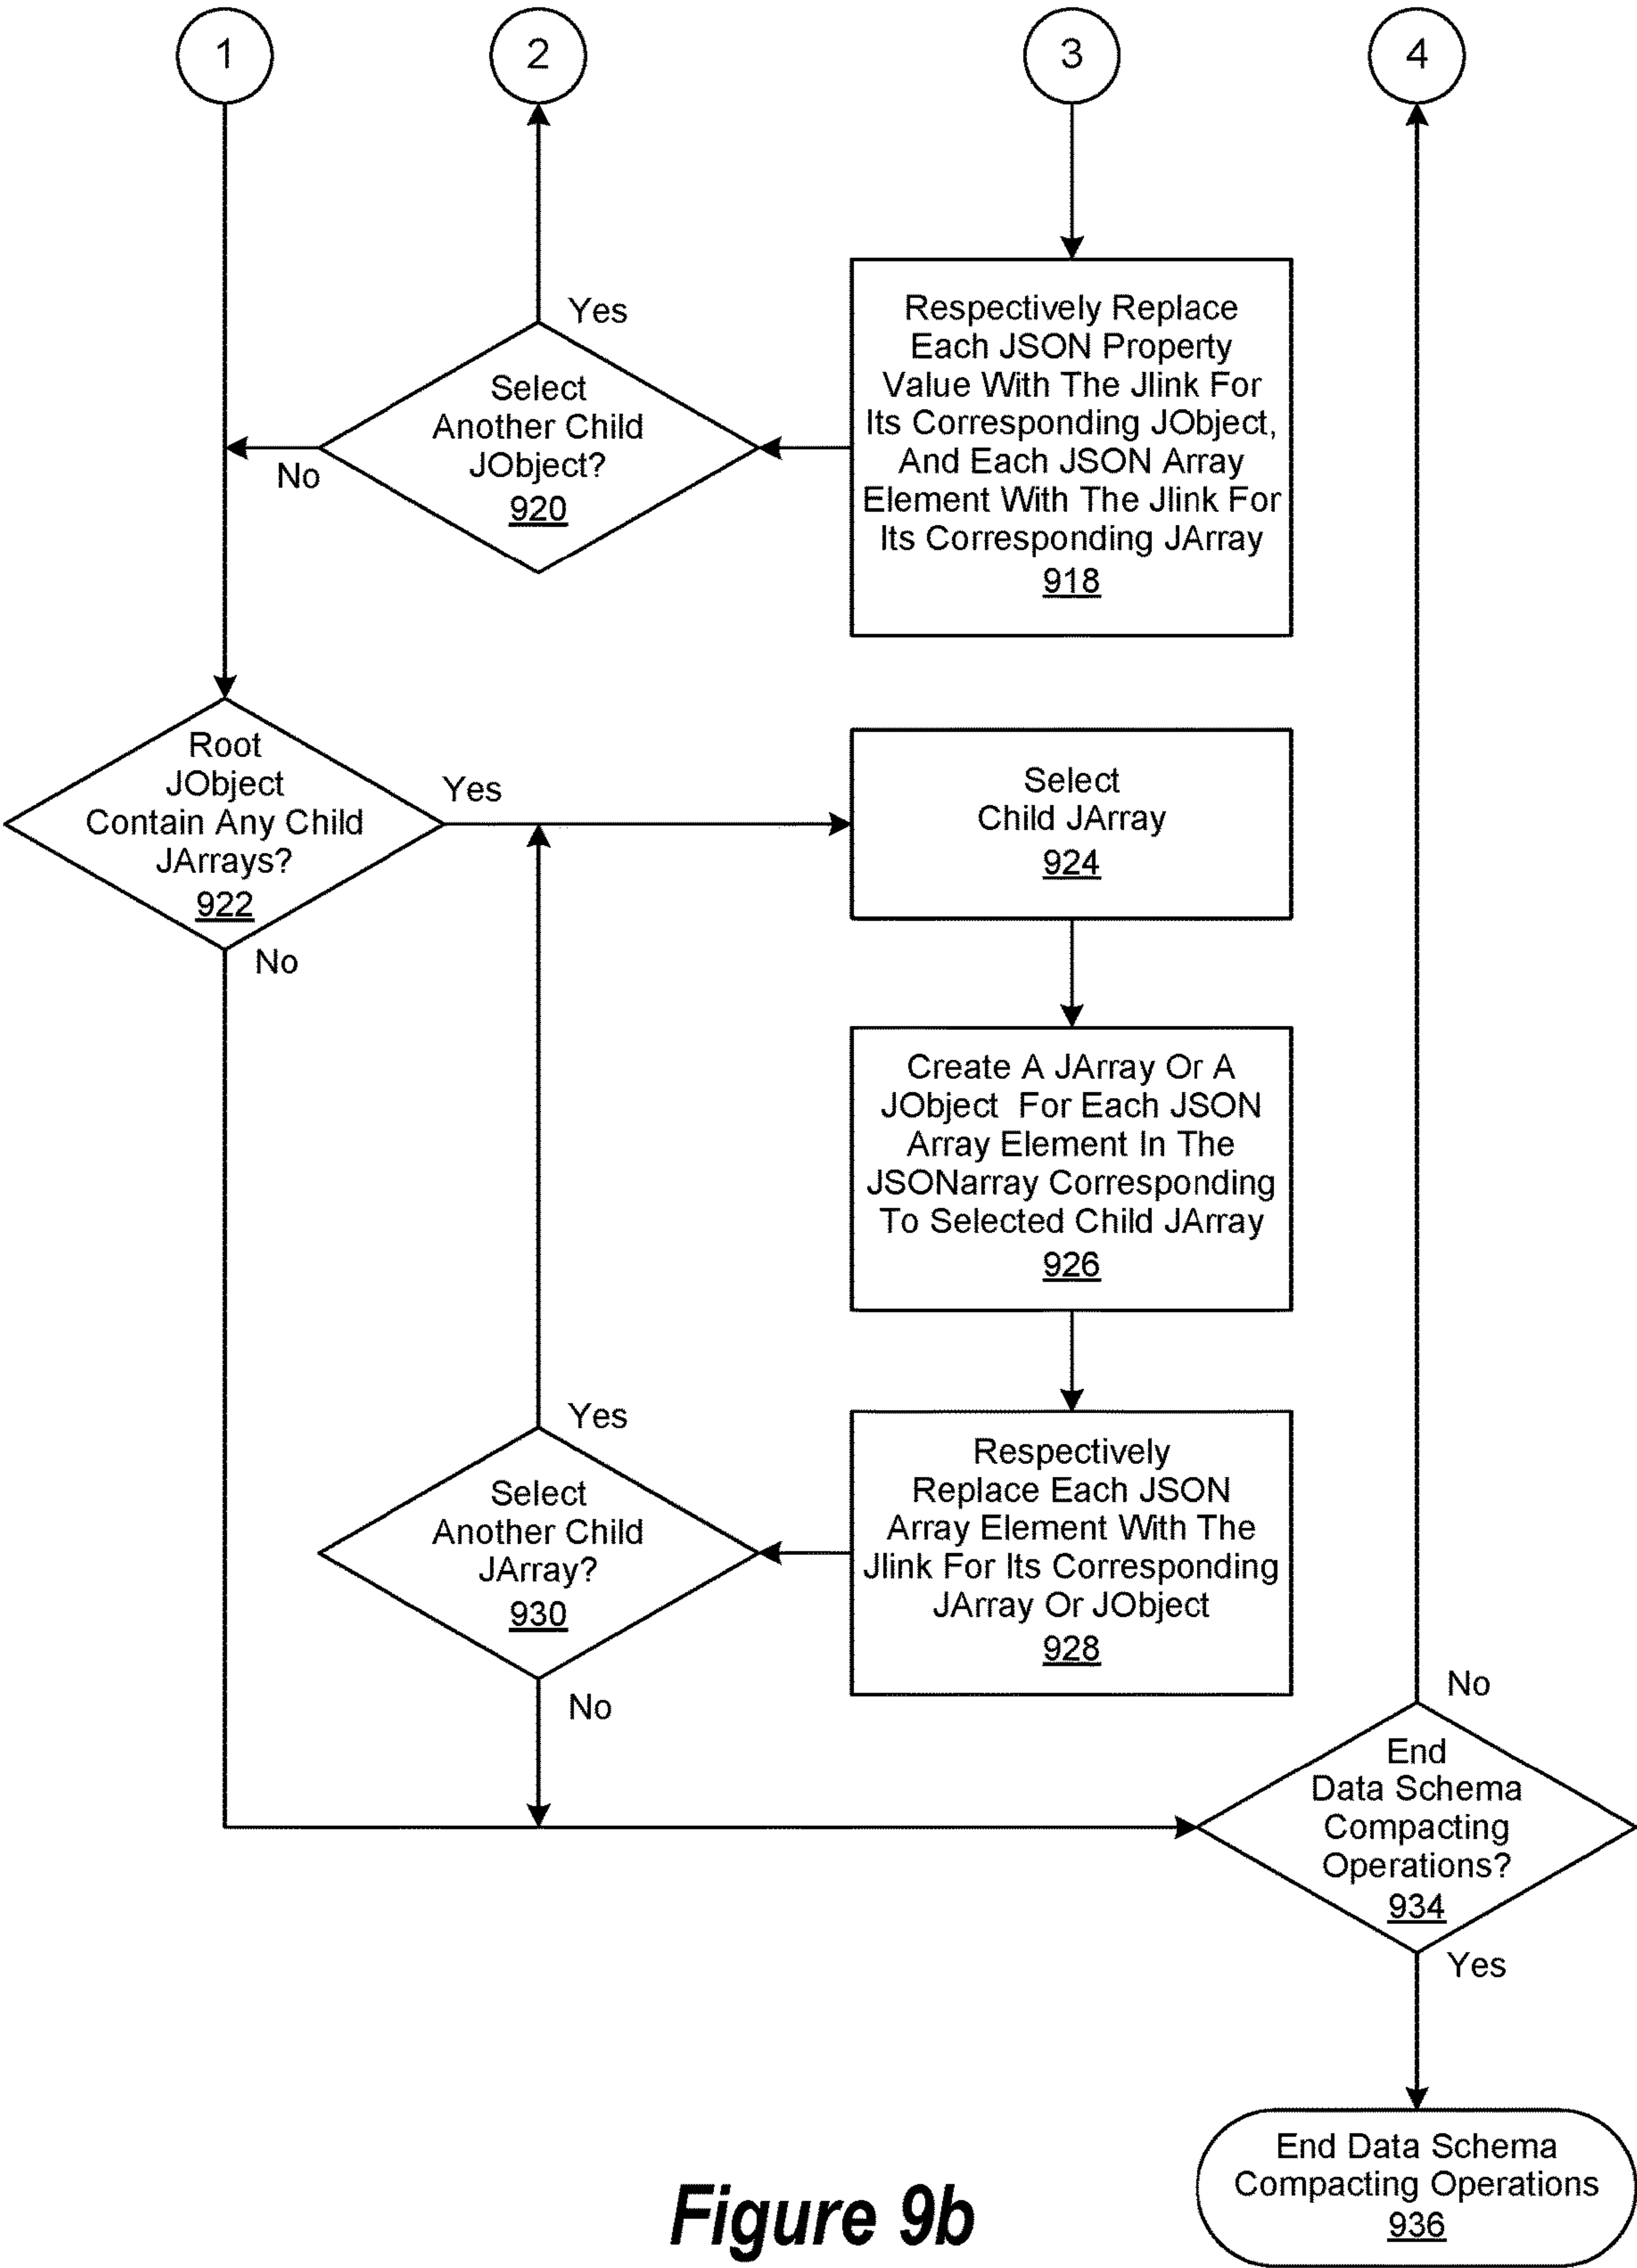 1
2
3
4
Respectively Replace
Each JSON Property
Value With The Jlink For
Its Corresponding JObject,
And Each JSON Array
Element With The Jlink For
Its Corresponding JArray
918
Yes
Select
Another Child
JObject?
920
No
Root
JObject
Contain Any Child
JArrays?
922
Yes
No
Select
Child JArray
924
Create A JArray Or A
JObject  For Each JSON
Array Element In The
JSONarray Corresponding
To Selected Child JArray
926
Respectively
Replace Each JSON
Array Element With The
Jlink For Its Corresponding
JArray Or JObject
928
Yes
Select
Another Child
JArray?
930
No
No
End
Data Schema
Compacting
Operations?
934
Yes
End Data Schema
Compacting Operations
936
Figure 9b